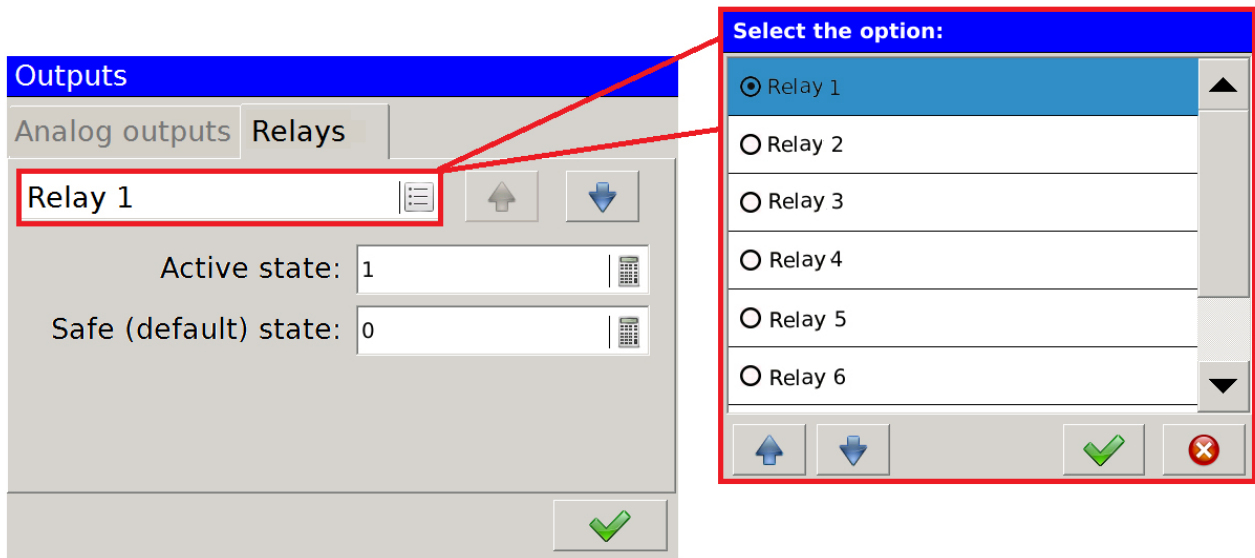 Outputs
Analog outputs Relays
Relay 1
Active state: 1
Safe (default) state: 0
Select the option:
Relay 1
Relay 2
Relay 3
Relay 4
Relay 5
Relay 6